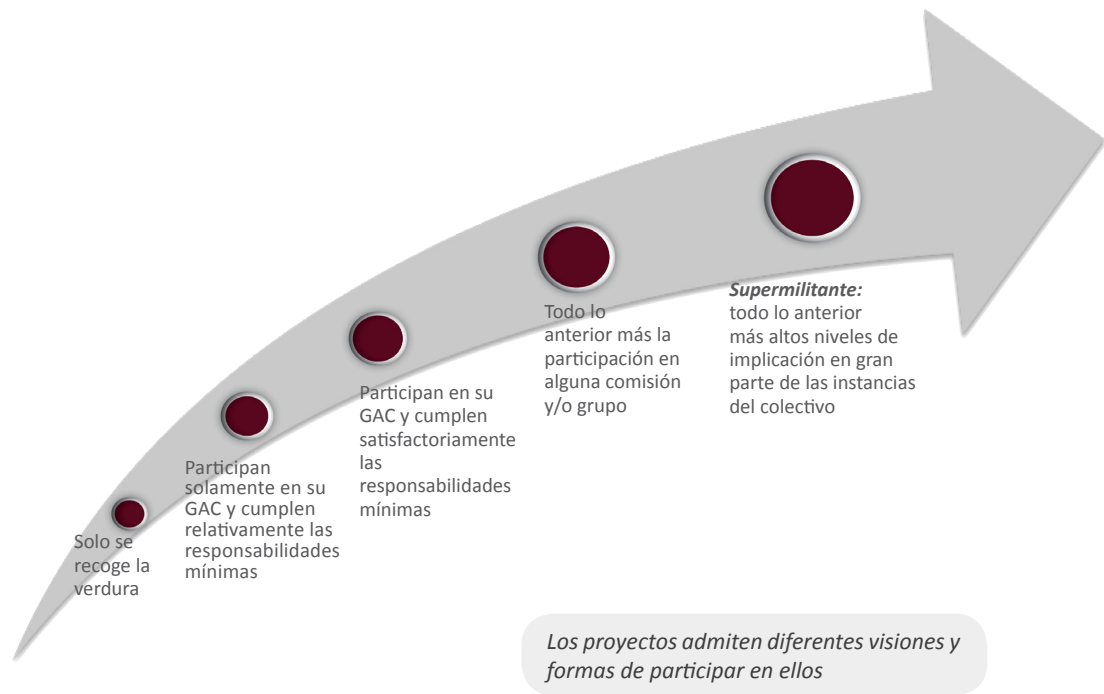 Solo se
recoge la
verdura
Participan
solamente en su
GAC y cumplen
relativamente las
responsabilidades
mínimas
Participan en su
GAC y cumplen
satisfactoriamente
las
responsabilidades
mínimas
Todo lo
anterior más la
participación en
alguna comisión
y/o grupo
Supermilitante:
todo lo anterior
más altos niveles de
implicación en gran
parte de las instancias
del colectivo
Los proyectos admiten diferentes visiones y
formas de participar en ellos